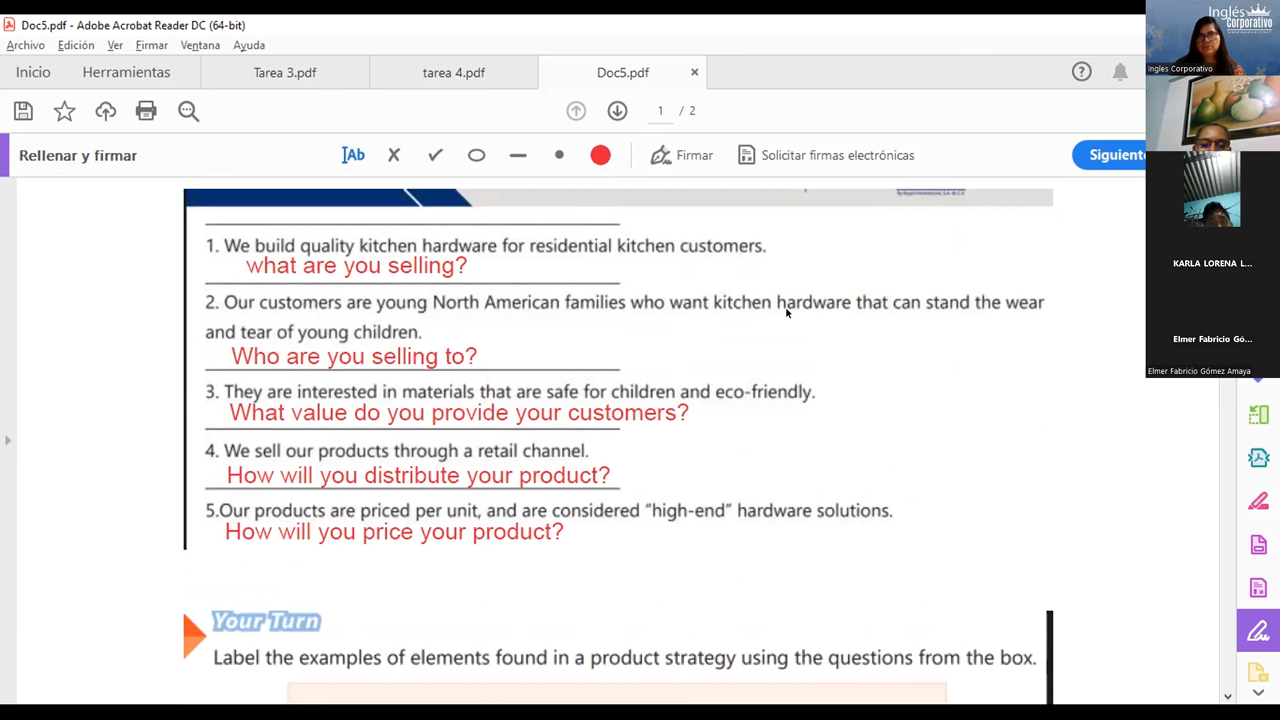 Doc5.pdf - Adobe Acrobat Reader DC (64-bit)
Archivo Edición Ver Firmar Ventana Ayuda
Inicio Herramientas Tarea 3.pdf tarea 4.pdf Doc5.pdf ×
1 / 2
Rellenar y firmar Ab Firmar Solicitar firmas electrónicas Siguiente
1. We build quality kitchen hardware for residential kitchen customers.
what are you selling?
2. Our customers are young North American families who want kitchen hardware that can stand the wear
and tear of young children.
Who are you selling to?
3. They are interested in materials that are safe for children and eco-friendly.
What value do you provide your customers?
4. We sell our products through a retail channel.
How will you distribute your product?
5.Our products are priced per unit, and are considered “high-end” hardware solutions.
How will you price your product?
Your Turn
Label the examples of elements found in a product strategy using the questions from the box.
Inglés
Corporativo
Ingles Corporativo
KARLA LORENA L...
Elmer Fabricio Gó...
Elmer Fabricio Gómez Amaya